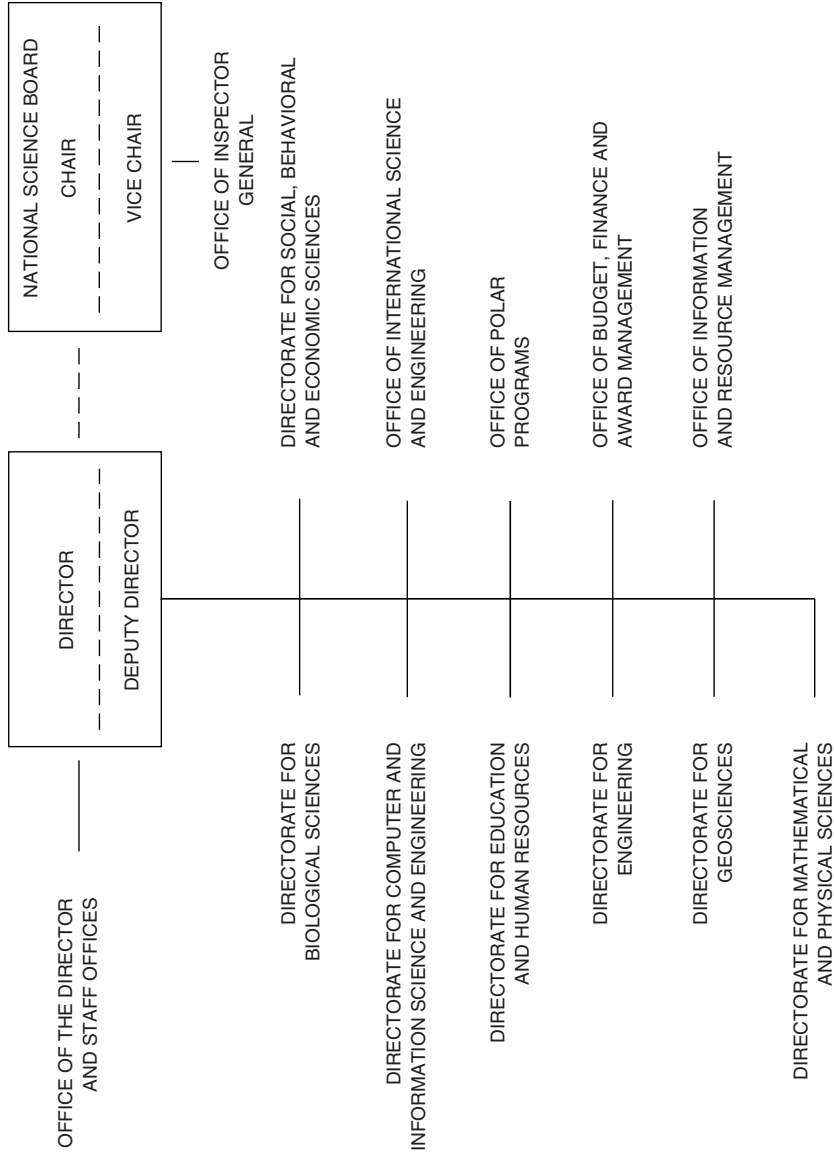 NATIONAL SCIENCE BOARD
CHAIR
VICE CHAIR
DIRECTOR
DEPUTY DIRECTOR
OFFICE OF THE DIRECTOR
AND STAFF OFFICES
OFFICE OF INSPECTOR
GENERAL
DIRECTORATE FOR
BIOLOGICAL SCIENCES
DIRECTORATE FOR SOCIAL, BEHAVIORAL
AND ECONOMIC SCIENCES
DIRECTORATE FOR COMPUTER AND
INFORMATION SCIENCE AND ENGINEERING
OFFICE OF INTERNATIONAL SCIENCE
AND ENGINEERING
DIRECTORATE FOR EDUCATION
AND HUMAN RESOURCES
OFFICE OF POLAR
PROGRAMS
DIRECTORATE FOR
ENGINEERING
OFFICE OF BUDGET, FINANCE AND
AWARD MANAGEMENT
DIRECTORATE FOR
GEOSCIENCES
OFFICE OF INFORMATION
AND RESOURCE MANAGEMENT
DIRECTORATE FOR MATHEMATICAL
AND PHYSICAL SCIENCES